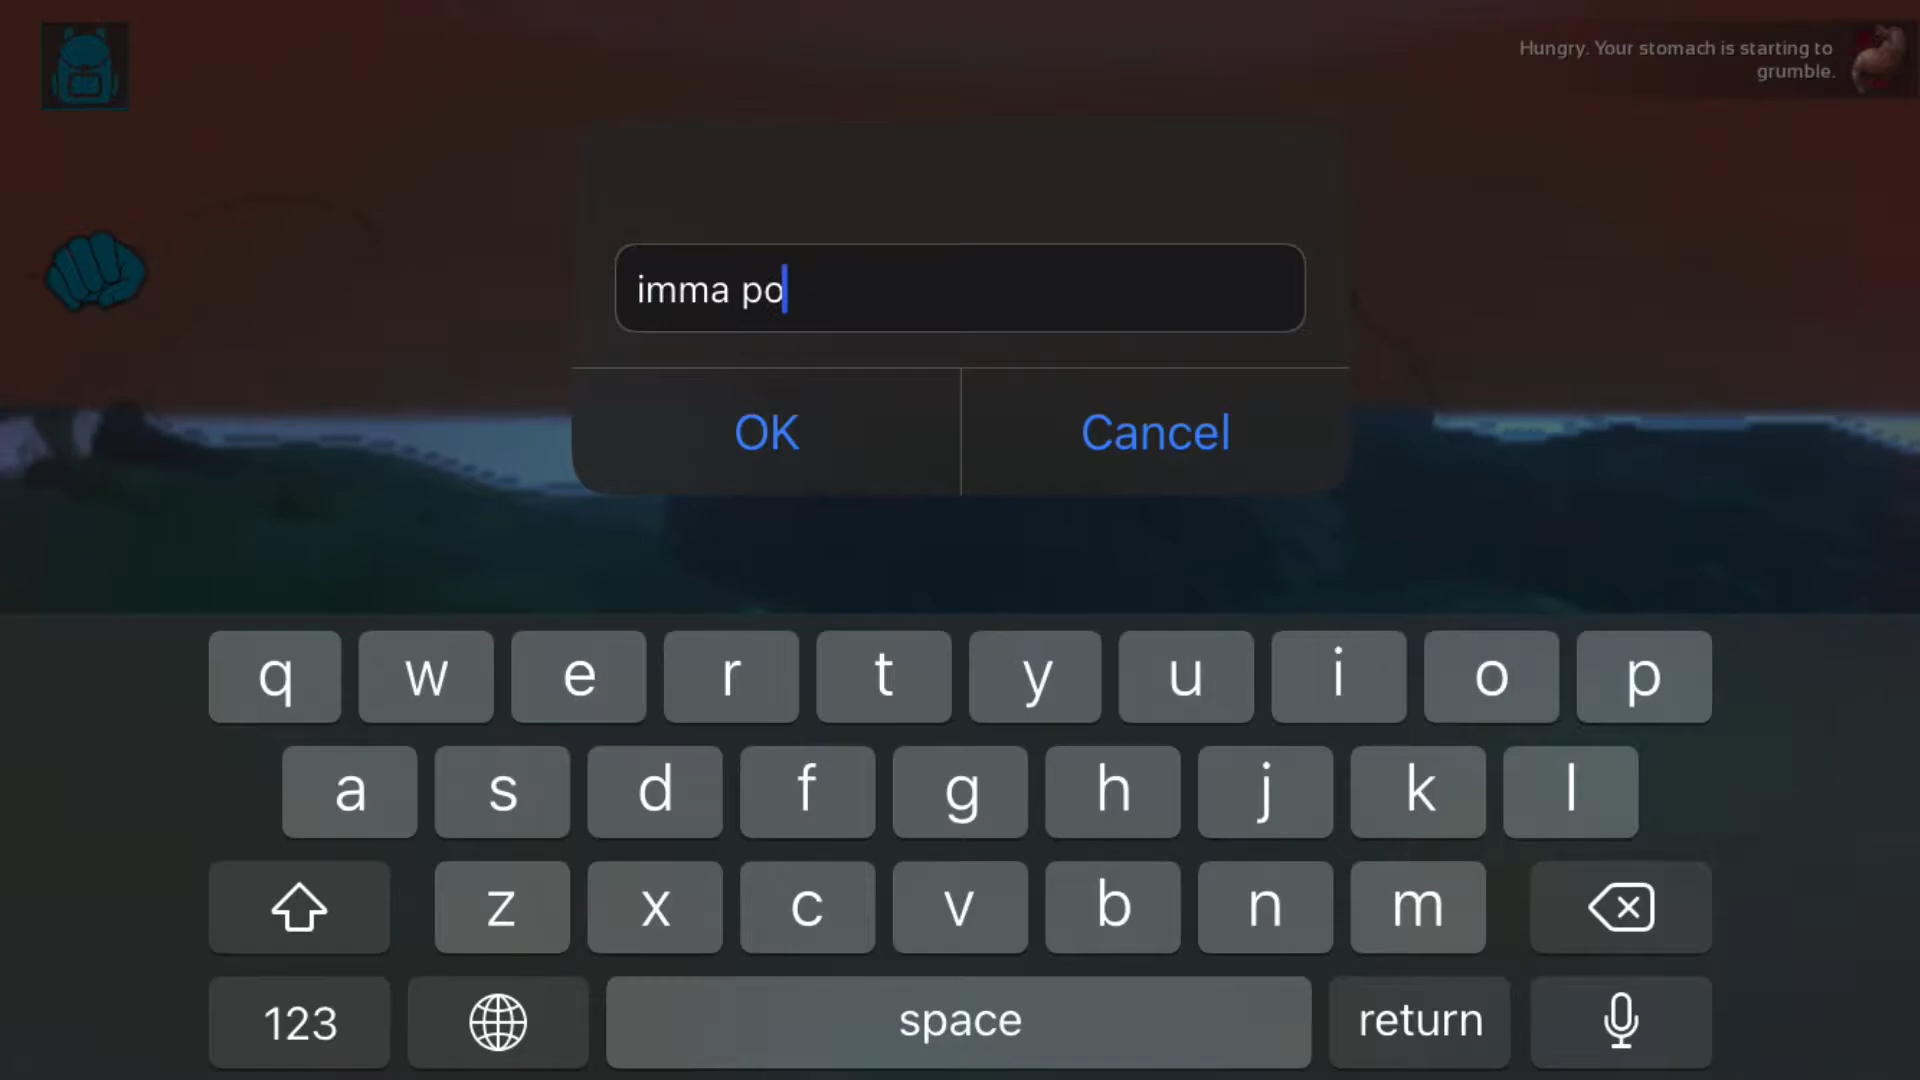 Hungry. Your stomach is starting to
grumble.
imma po
OK
Cancel
q w e r t y u i o p
a s d f g h j k l
z x c v b n m
123
space
return